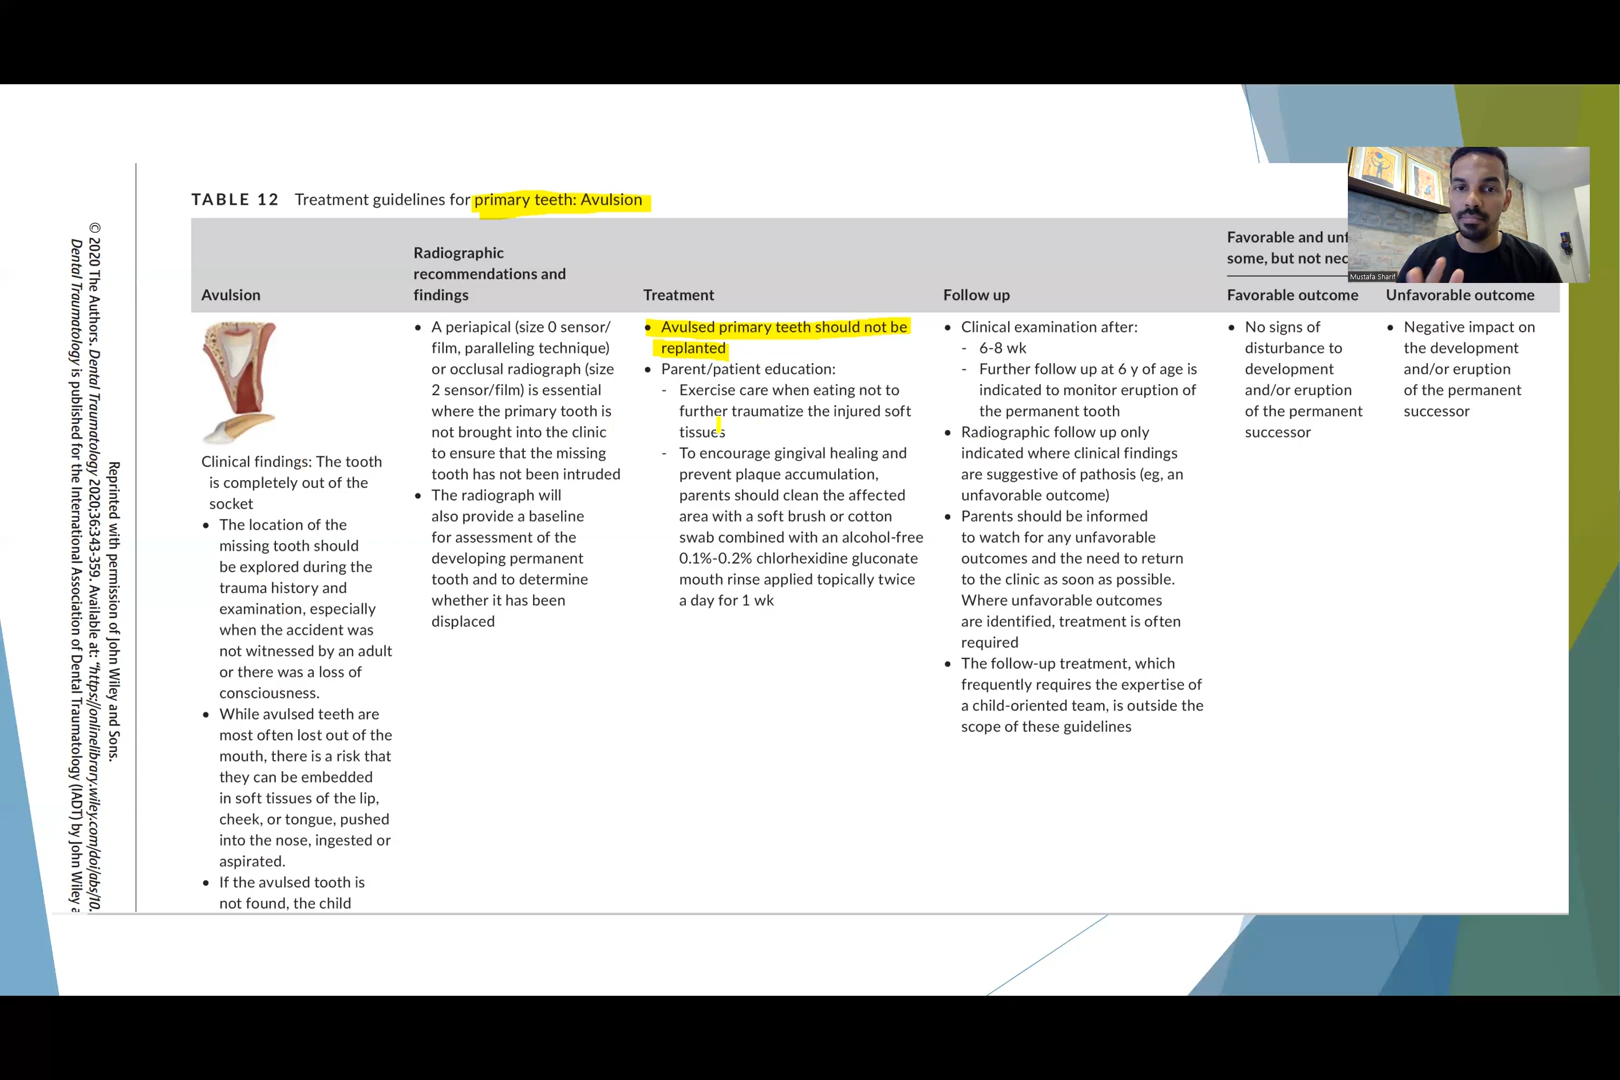 TABLE 12 Treatment guidelines for primary teeth: Avulsion
Avulsion
Radiographic
recommendations and
findings
Treatment
Follow up
Favorable and unf
some, but not nec
Favorable outcome
Unfavorable outcome
Clinical findings: The tooth
is completely out of the
socket
• The location of the
missing tooth should
be explored during the
trauma history and
examination, especially
when the accident was
not witnessed by an adult
or there was a loss of
consciousness.
• While avulsed teeth are
most often lost out of the
mouth, there is a risk that
they can be embedded
in soft tissues of the lip,
cheek, or tongue, pushed
into the nose, ingested or
aspirated.
• If the avulsed tooth is
not found, the child
• A periapical (size 0 sensor/
film, paralleling technique)
or occlusal radiograph (size
2 sensor/film) is essential
where the primary tooth is
not brought into the clinic
to ensure that the missing
tooth has not been intruded
• The radiograph will
also provide a baseline
for assessment of the
developing permanent
tooth and to determine
whether it has been
displaced
• Avulsed primary teeth should not be
replanted
• Parent/patient education:
- Exercise care when eating not to
further traumatize the injured soft
tissues
- To encourage gingival healing and
prevent plaque accumulation,
parents should clean the affected
area with a soft brush or cotton
swab combined with an alcohol-free
0.1%-0.2% chlorhexidine gluconate
mouth rinse applied topically twice
a day for 1 wk
• Clinical examination after:
- 6-8 wk
- Further follow up at 6 y of age is
indicated to monitor eruption of
the permanent tooth
• Radiographic follow up only
indicated where clinical findings
are suggestive of pathosis (eg, an
unfavorable outcome)
• Parents should be informed
to watch for any unfavorable
outcomes and the need to return
to the clinic as soon as possible.
Where unfavorable outcomes
are identified, treatment is often
required
• The follow-up treatment, which
frequently requires the expertise of
a child-oriented team, is outside the
scope of these guidelines
• No signs of
disturbance to
development
and/or eruption
of the permanent
successor
• Negative impact on
the development
and/or eruption
of the permanent
successor
Mustafa Sharif
Reprinted with permission of John Wiley and Sons.
© 2020 The Authors. Dental Traumatology 2020;36:343-359. Available at: "https://onlinelibrary.wiley.com/doi/abs/10.
Dental Traumatology is published for the International Association of Dental Traumatology (IADT) by John Wiley a